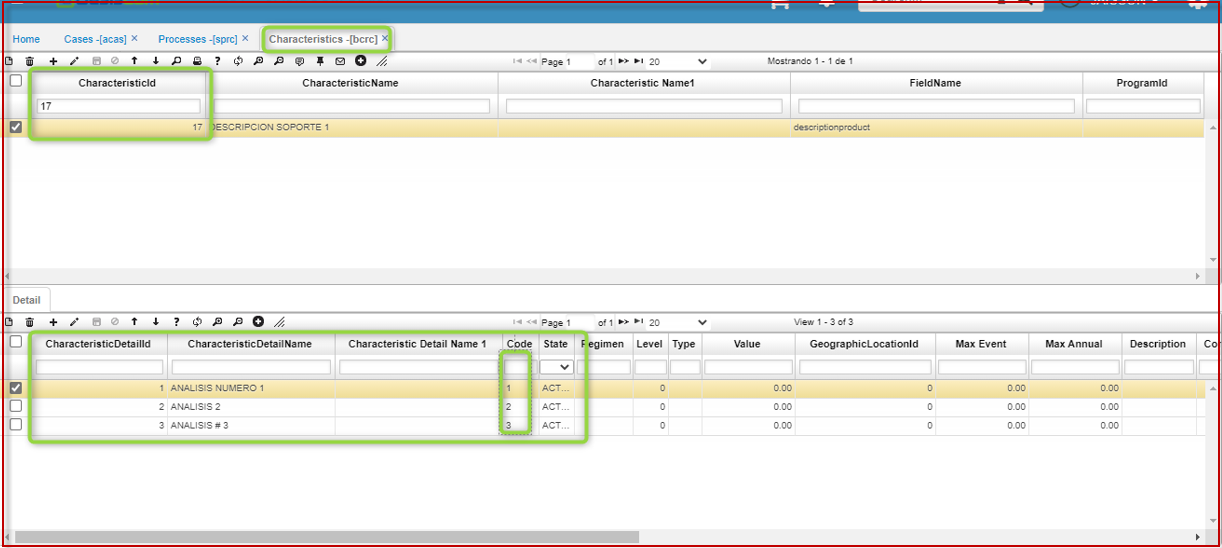 Home Cases -[acas] × Processes -[sprc] × Characteristics -[bcrc] ×
Page 1 of 1 20 Mostrando 1 - 1 de 1
CharacteristicId CharacteristicName Characteristic Name1 FieldName ProgramId
17
17 DESCRIPCION SOPORTE 1 descriptionproduct
Detail
Page 1 of 1 20 View 1 - 3 of 3
CharacteristicDetailId CharacteristicDetailName Characteristic Detail Name 1 Code State Regimen Level Type Value GeographicLocationId Max Event Max Annual Description
1 ANALISIS NUMERO 1 1 ACT... 0 0.00 0 0.00 0.00
2 ANALISIS 2 2 ACT... 0 0.00 0 0.00 0.00
3 ANALISIS # 3 3 ACT... 0 0.00 0 0.00 0.00